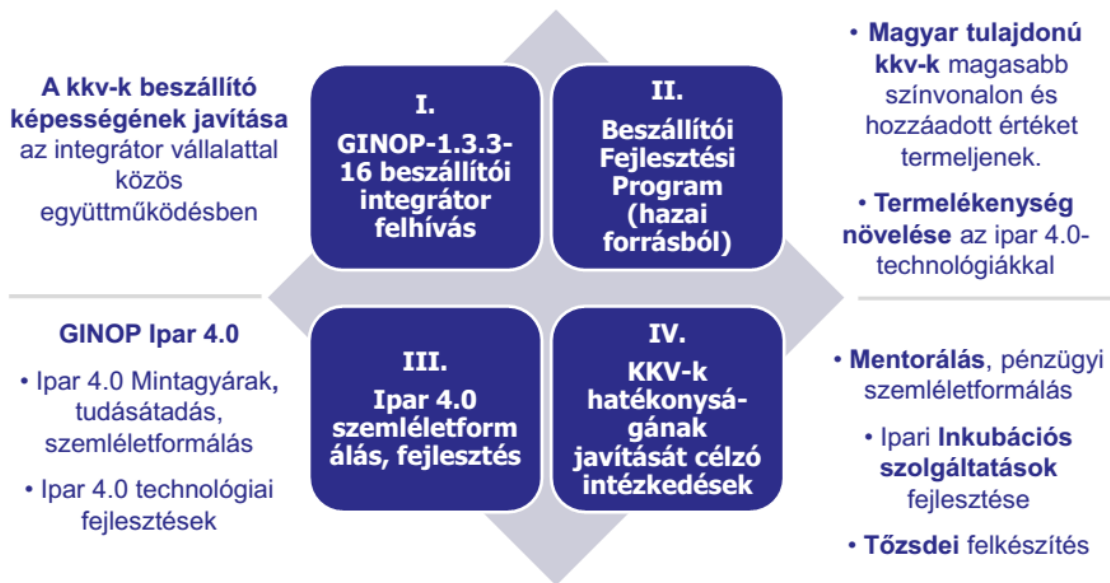 A kkv-k beszállító
képességének javítása
az integrátor vállalattal
közös
együttműködésben
I.
GINOP-1.3.3-
16 beszállítói
integrátor
felhívás
II.
Beszállítói
Fejlesztési
Program
(hazai
forrásból)
• Magyar tulajdonú
kkv-k magasabb
színvonalon és
hozzáadott értéket
termeljenek.
• Termelékenység
növelése az ipar 4.0-
technológiákkal
GINOP Ipar 4.0
• Ipar 4.0 Mintagyárak,
tudásátadás,
szemléletformálás
• Ipar 4.0 technológiai
fejlesztések
III.
Ipar 4.0
szemléletform
álás, fejlesztés
IV.
KKV-k
hatékonysá-
gának
javítását célzó
intézkedések
• Mentorálás, pénzügyi
szemléletformálás
• Ipari Inkubációs
szolgáltatások
fejlesztése
• Tőzsdei felkészítés